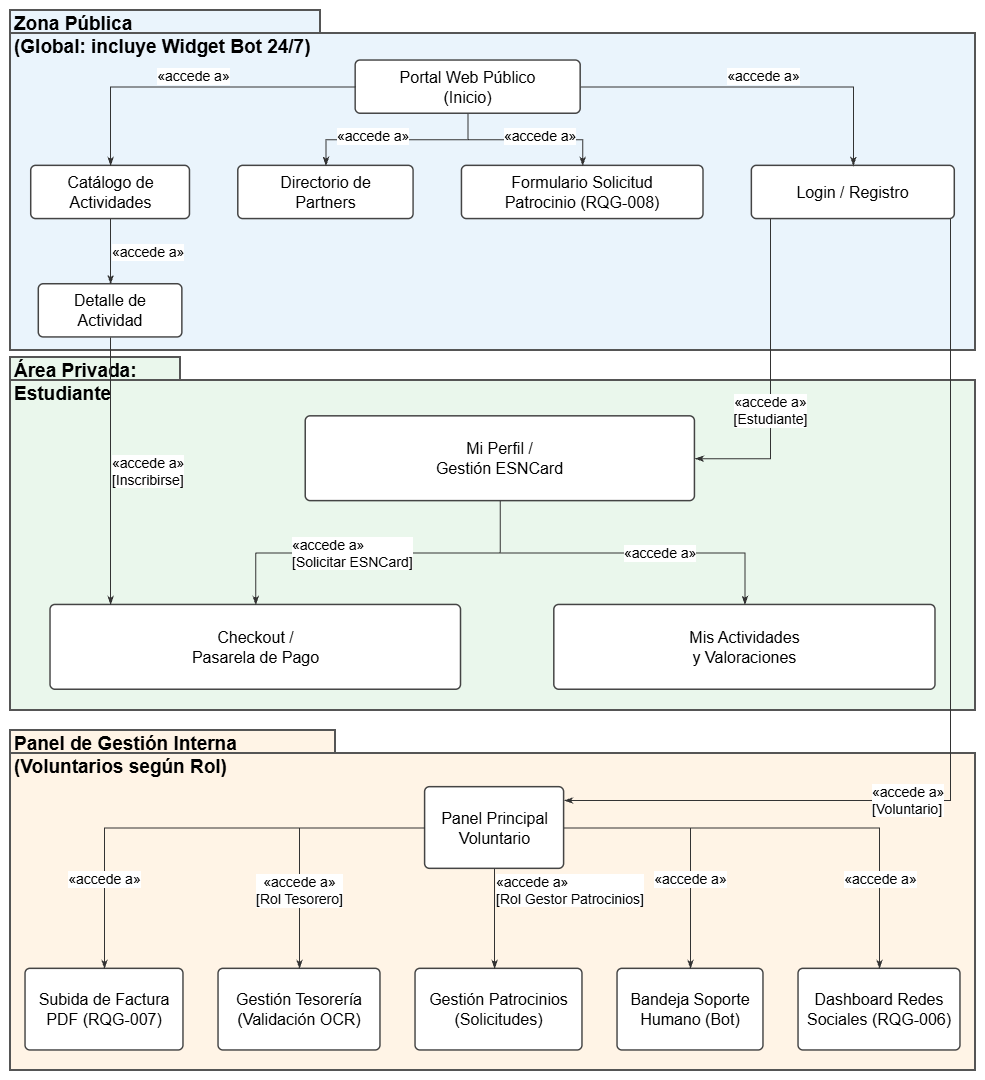 Zona Pública
(Global: incluye Widget Bot 24/7)
«accede a»
Portal Web Público
(Inicio)
«accede a»
«accede a»
«accede a»
Catálogo de
Actividades
Directorio de
Partners
Formulario Solicitud
Patrocinio (RQG-008)
Login / Registro
«accede a»
Detalle de
Actividad
Área Privada:
Estudiante
«accede a»
[Estudiante]
Mi Perfil /
Gestión ESNCard
«accede a»
[Inscribirse]
«accede a»
[Solicitar ESNCard]
«accede a»
Checkout /
Pasarela de Pago
Mis Actividades
y Valoraciones
Panel de Gestión Interna
(Voluntarios según Rol)
«accede a»
[Voluntario]
Panel Principal
Voluntario
«accede a»
«accede a»
[Rol Tesorero]
«accede a»
[Rol Gestor Patrocinios]
«accede a»
«accede a»
Subida de Factura
PDF (RQG-007)
Gestión Tesorería
(Validación OCR)
Gestión Patrocinios
(Solicitudes)
Bandeja Soporte
Humano (Bot)
Dashboard Redes
Sociales (RQG-006)